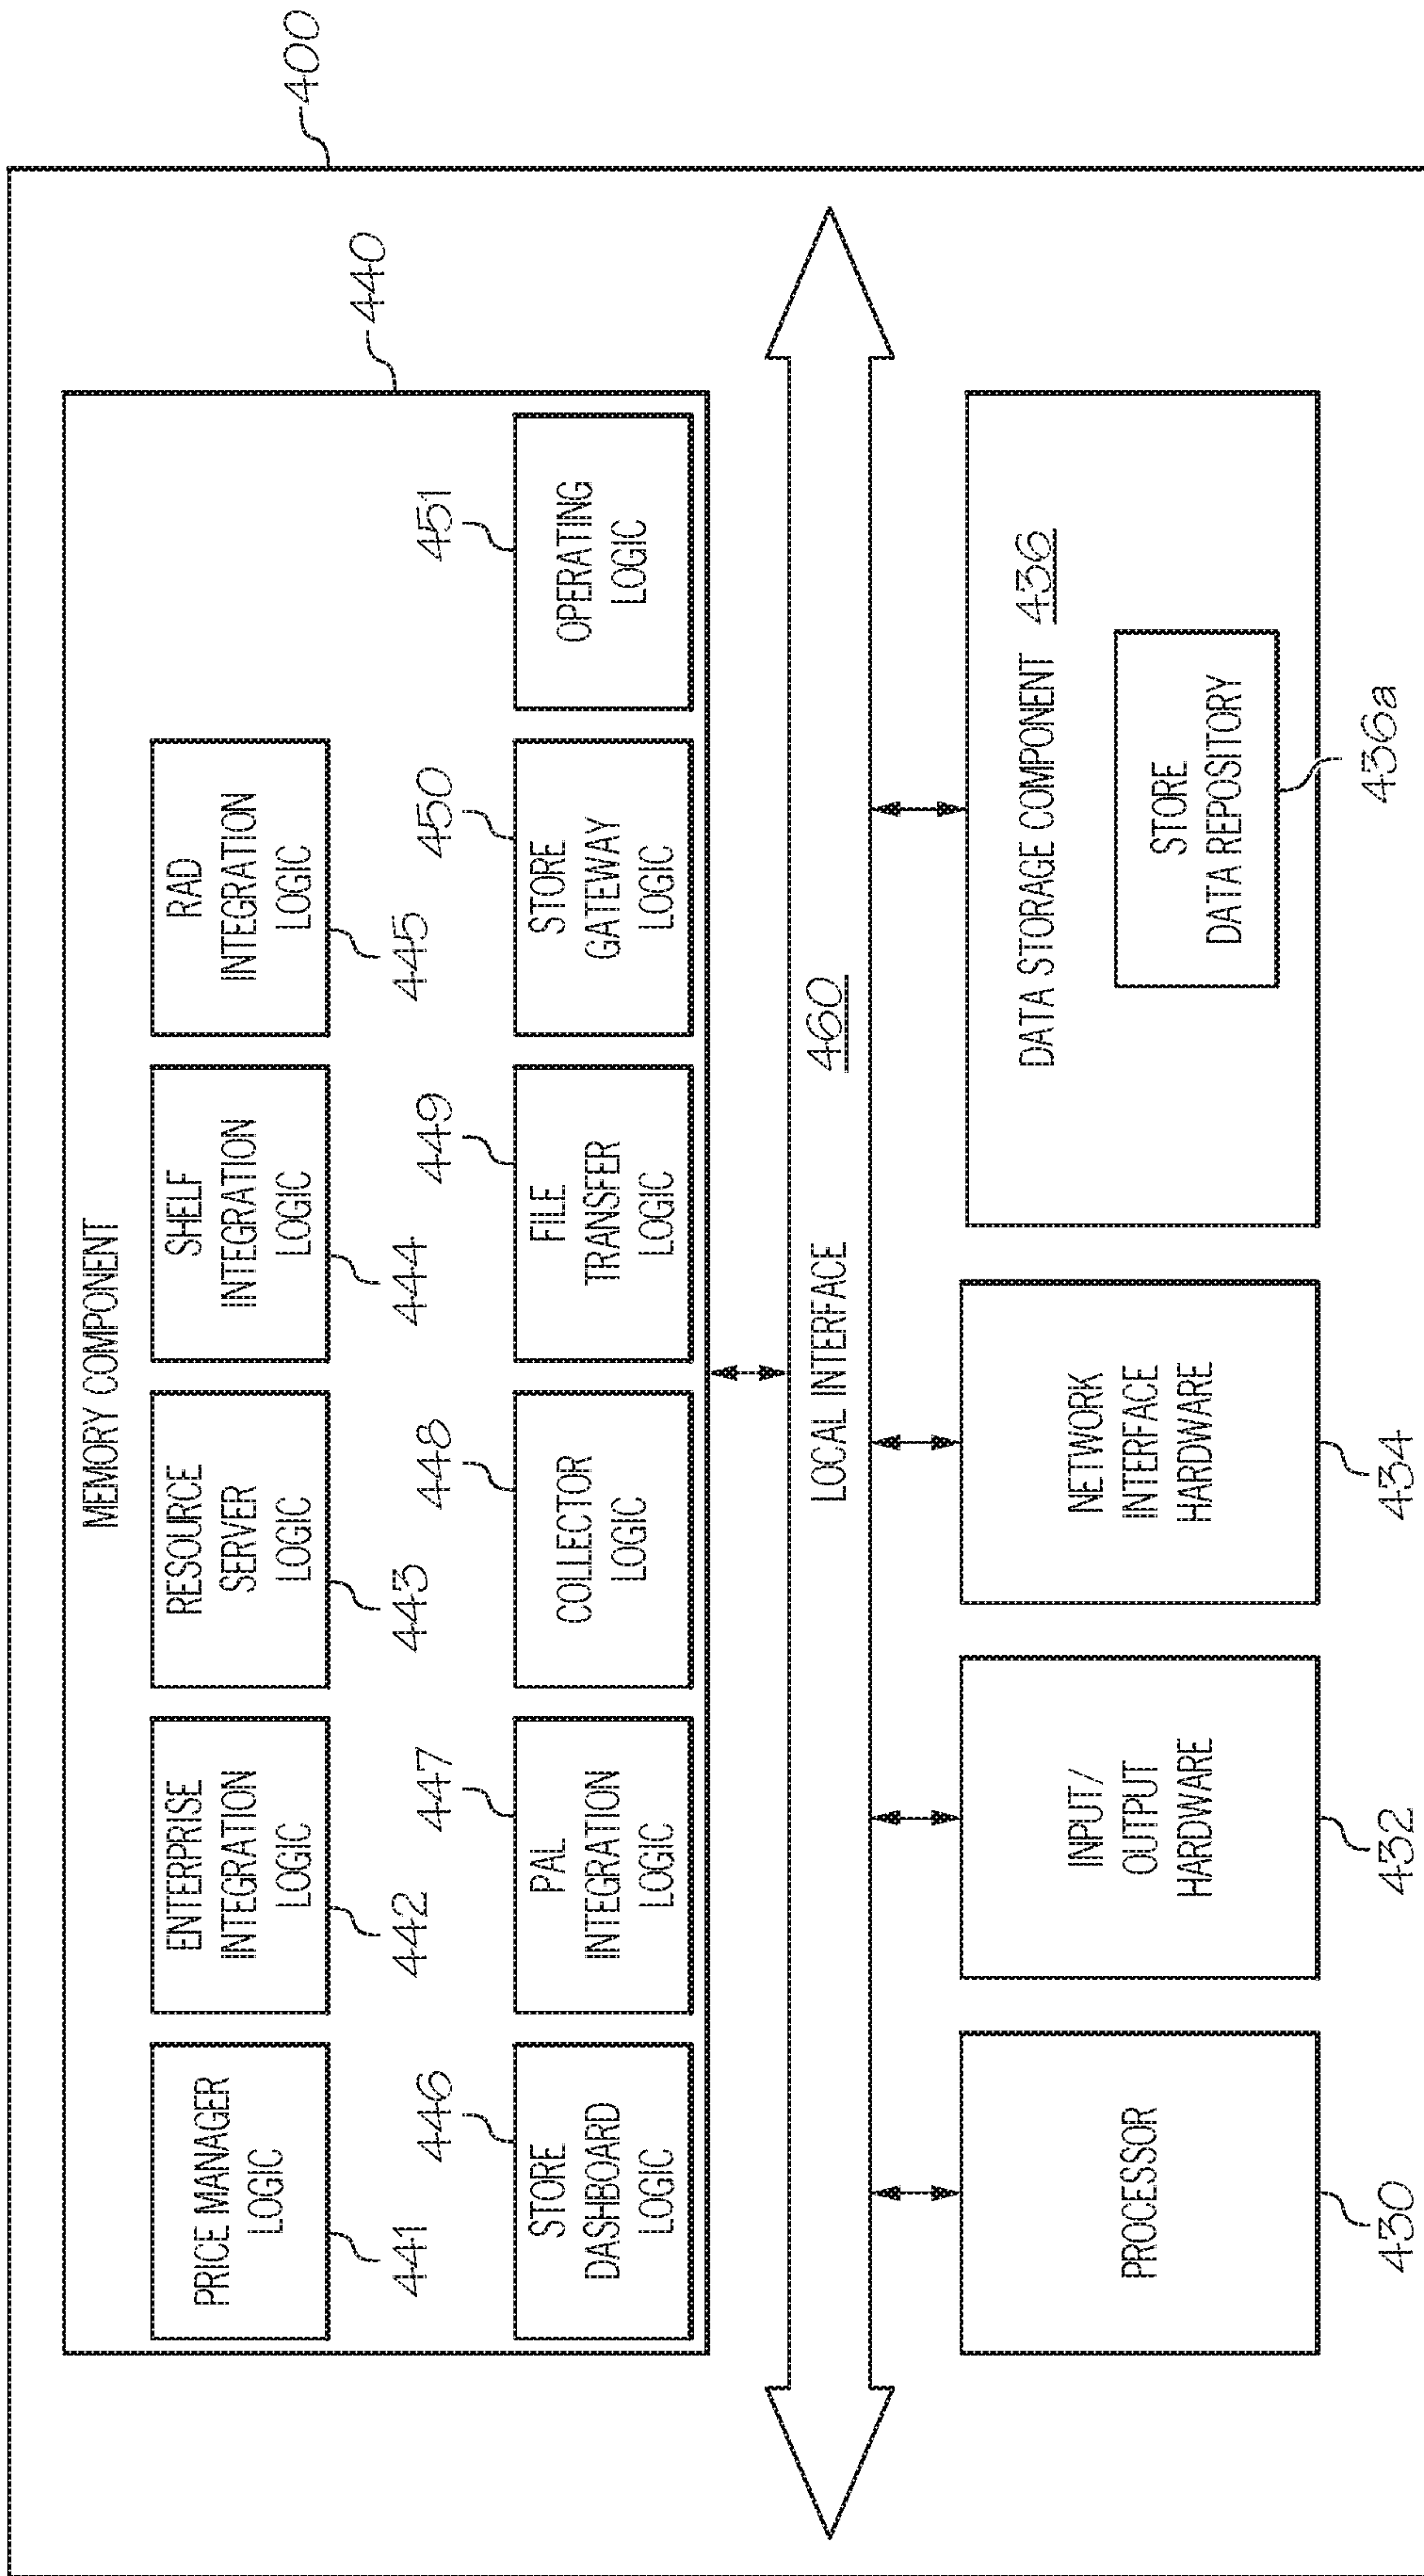 400
440
MEMORY COMPONENT
PRICE MANAGER
LOGIC
441
ENTERPRISE
INTEGRATION
LOGIC
442
RESOURCE
SERVER
LOGIC
443
SHELF
INTEGRATION
LOGIC
444
RAD
INTEGRATION
LOGIC
445
446
STORE
DASHBOARD
LOGIC
447
PAL
INTEGRATION
LOGIC
448
COLLECTOR
LOGIC
449
FILE
TRANSFER
LOGIC
450
STORE
GATEWAY
LOGIC
451
OPERATING
LOGIC
LOCAL INTERFACE 460
PROCESSOR
430
INPUT/
OUTPUT
HARDWARE
432
NETWORK
INTERFACE
HARDWARE
434
DATA STORAGE COMPONENT 436
STORE
DATA REPOSITORY
436a